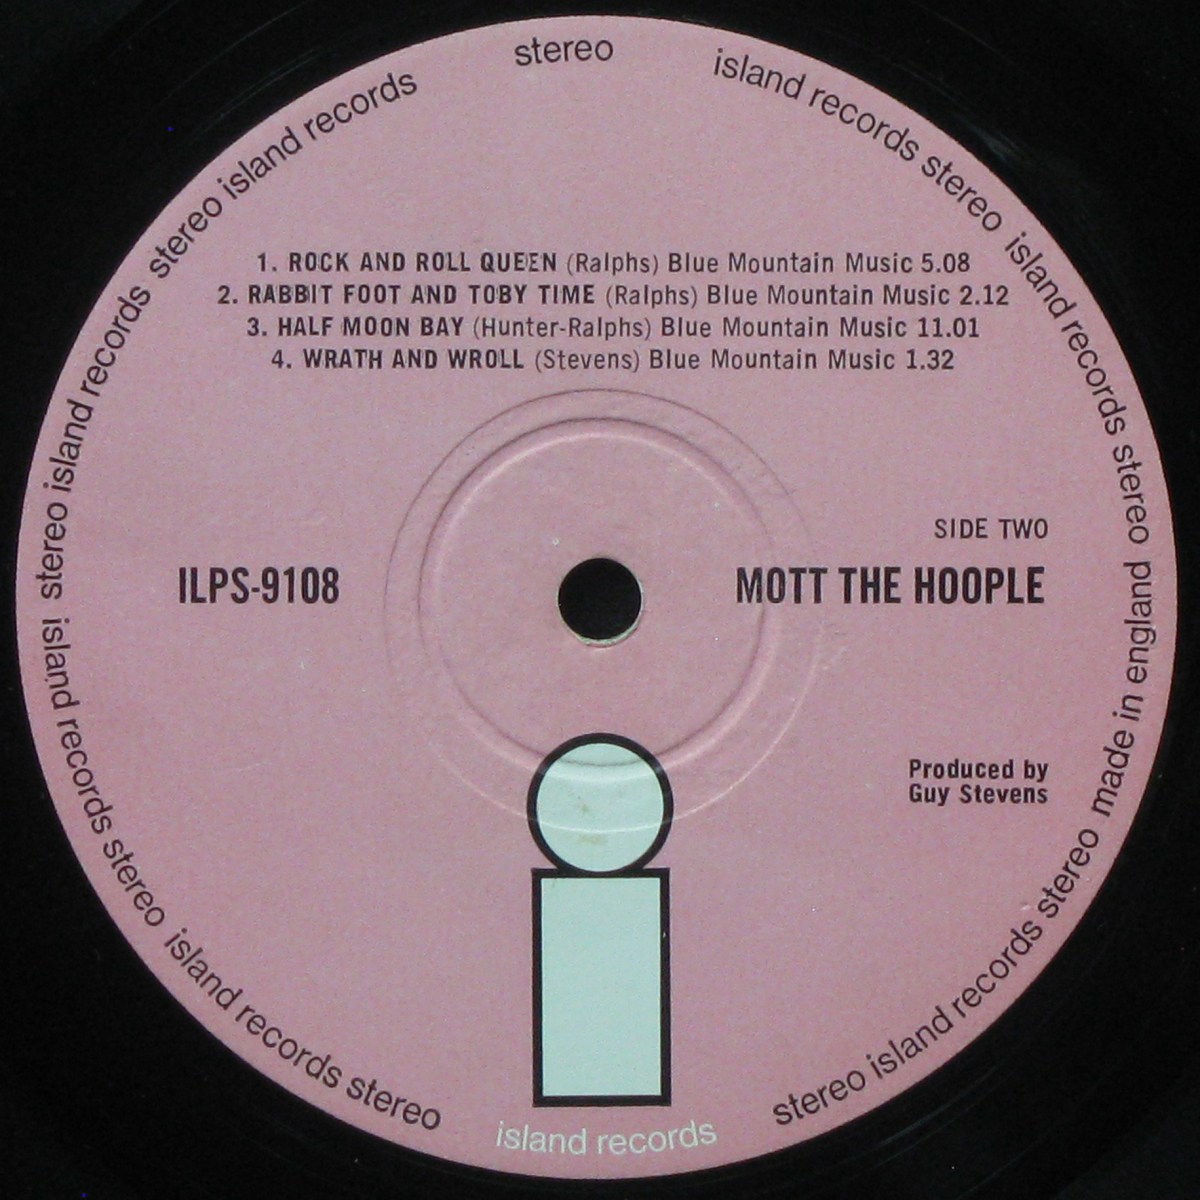 stereo
island records stereo island records stereo made in england
stereo island records stereo island records
1. ROCK AND ROLL QUEEN (Ralphs) Blue Mountain Music 5.08
2. RABBIT FOOT AND TOBY TIME (Ralphs) Blue Mountain Music 2.12
3. HALF MOON BAY (Hunter-Ralphs) Blue Mountain Music 11.01
4. WRATH AND WROLL (Stevens) Blue Mountain Music 1.32
SIDE TWO
ILPS-9108
MOTT THE HOOPLE
Produced by
Guy Stevens
island records stereo island records stereo
stereo island records stereo
island records